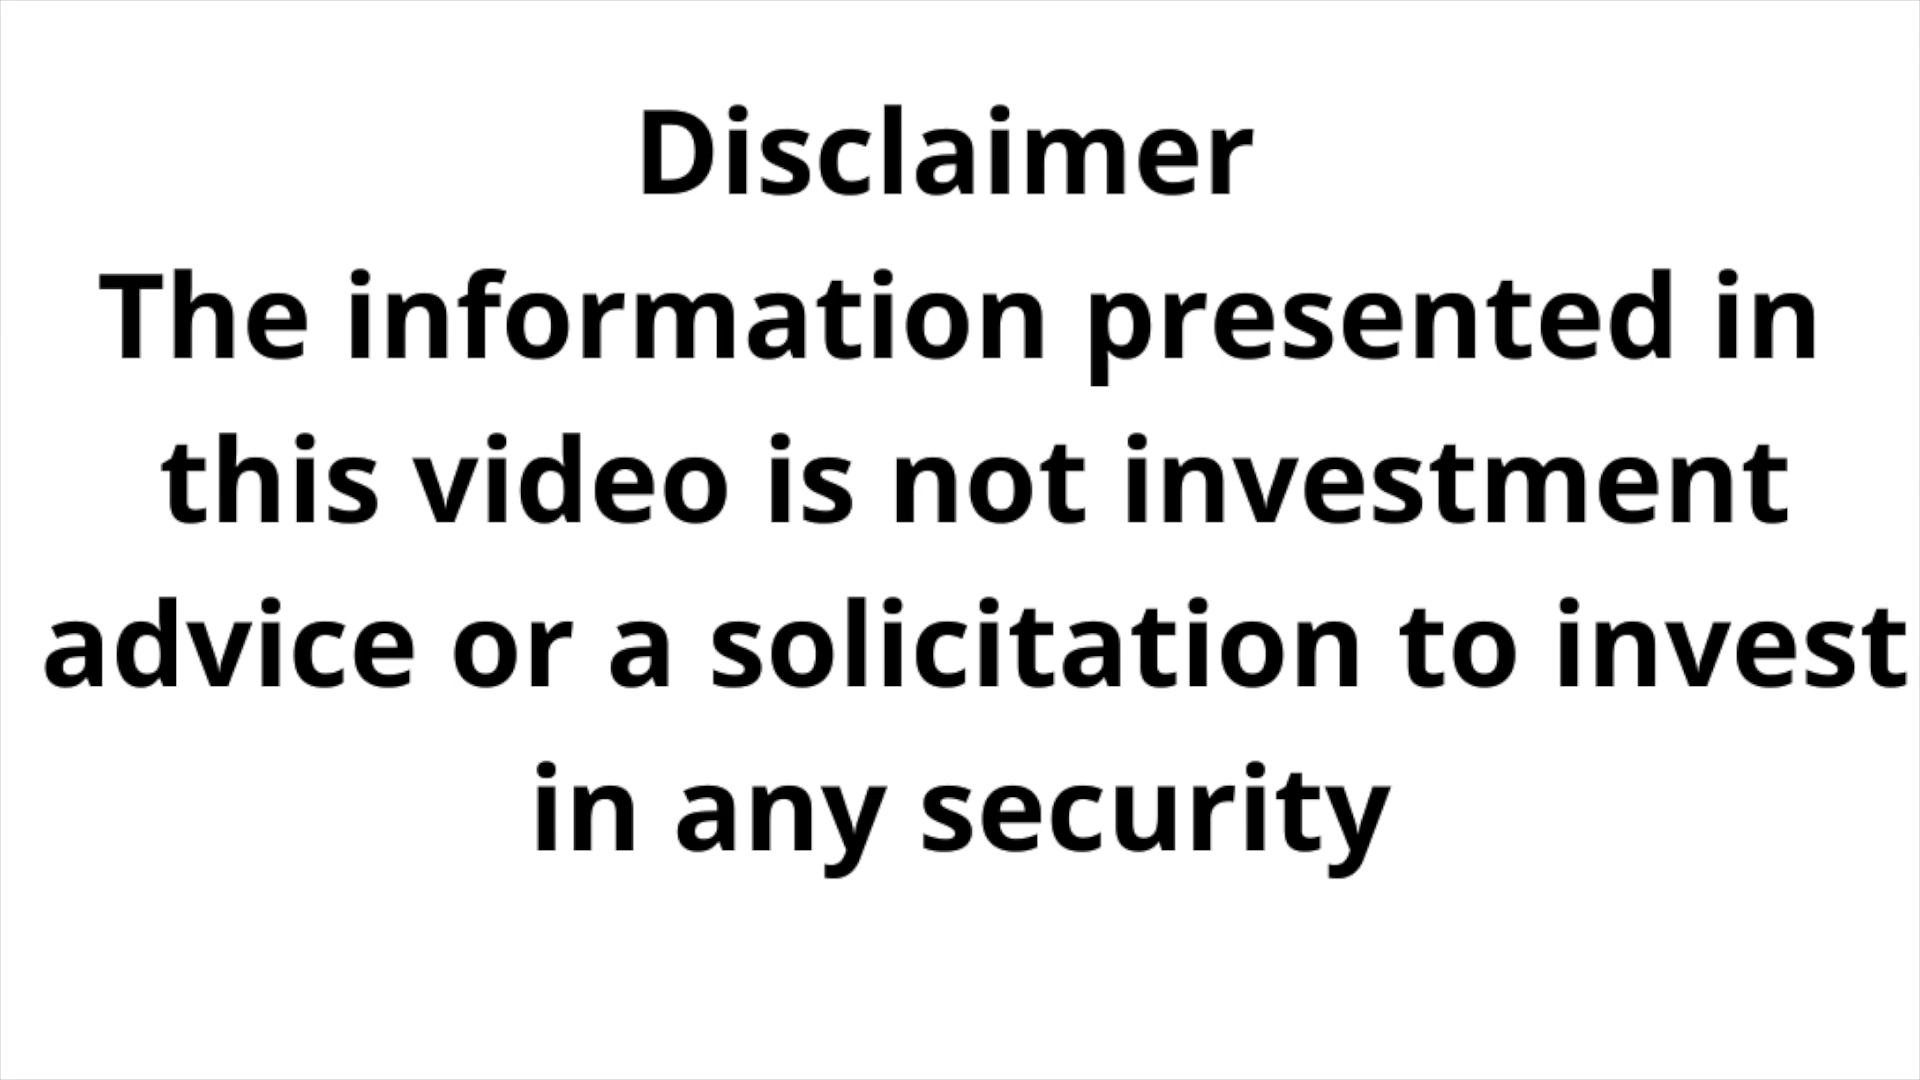 Disclaimer
The information presented in
this video is not investment
advice or a solicitation to invest
in any security